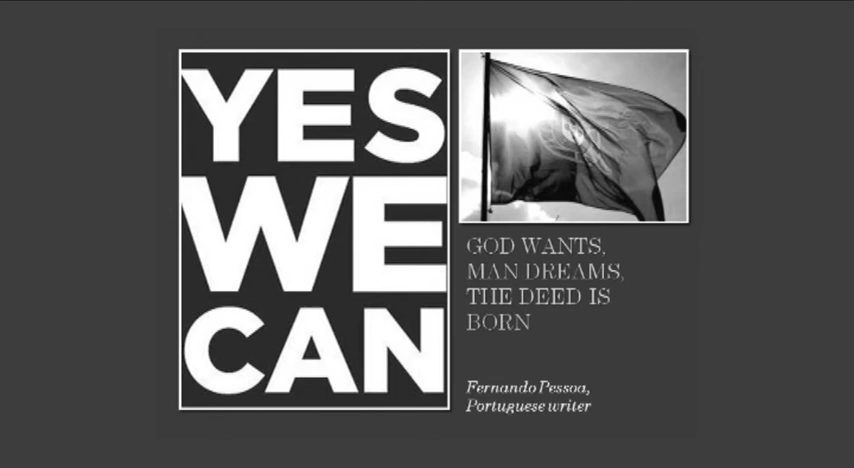 YES
WE
CAN
GOD WANTS,
MAN DREAMS,
THE DEED IS
BORN
Fernando Pessoa,
Portuguese writer